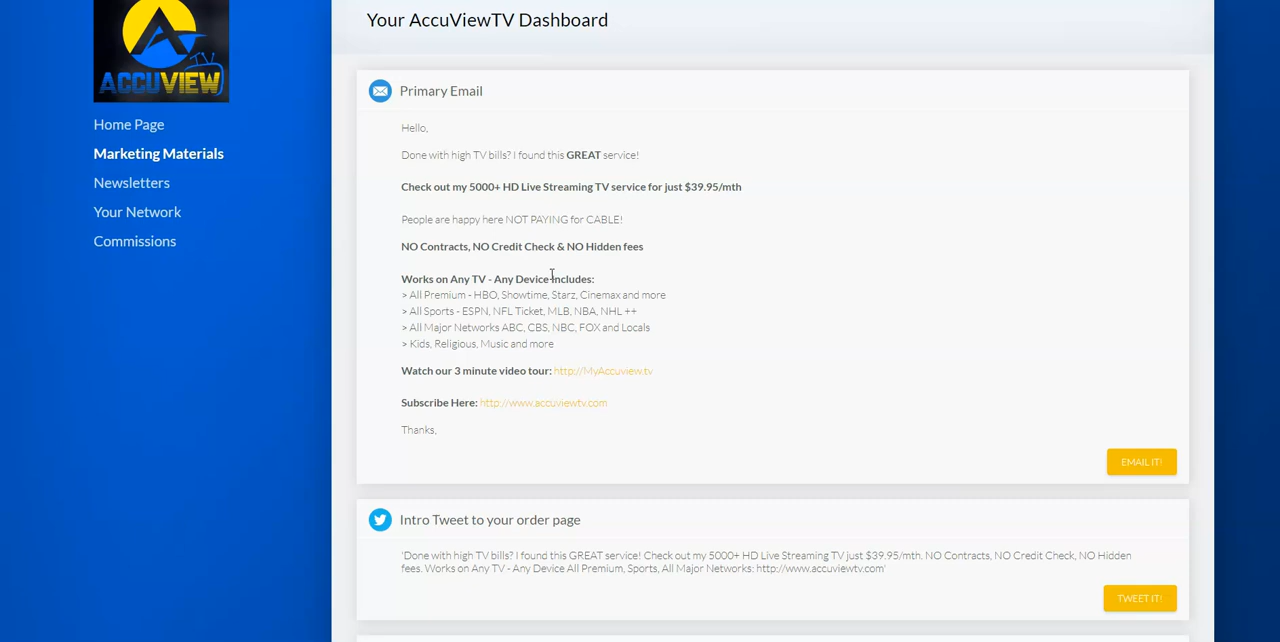 Your AccuViewTV Dashboard
TV
ACCUVIEW
Home Page
Marketing Materials
Newsletters
Your Network
Commissions
Primary Email
Hello,
Done with high TV bills? I found this GREAT service!
Check out my 5000+ HD Live Streaming TV service for just $39.95/mth
People are happy here NOT PAYING for CABLE!
NO Contracts, NO Credit Check & NO Hidden fees
Works on Any TV - Any Device includes:
> All Premium - HBO, Showtime, Starz, Cinemax and more
> All Sports - ESPN, NFL Ticket, MLB, NBA, NHL ++
> All Major Networks ABC, CBS, NBC, FOX and Locals
> Kids, Religious, Music and more
Watch our 3 minute video tour: http://MyAccuview.tv
Subscribe Here: http://www.accuviewtv.com
Thanks,
EMAIL IT!
Intro Tweet to your order page
'Done with high TV bills? I found this GREAT service! Check out my 5000+ HD Live Streaming TV just $39.95/mth. NO Contracts, NO Credit Check, NO Hidden
fees. Works on Any TV - Any Device All Premium, Sports, All Major Networks: http://www.accuviewtv.com'
TWEET IT!